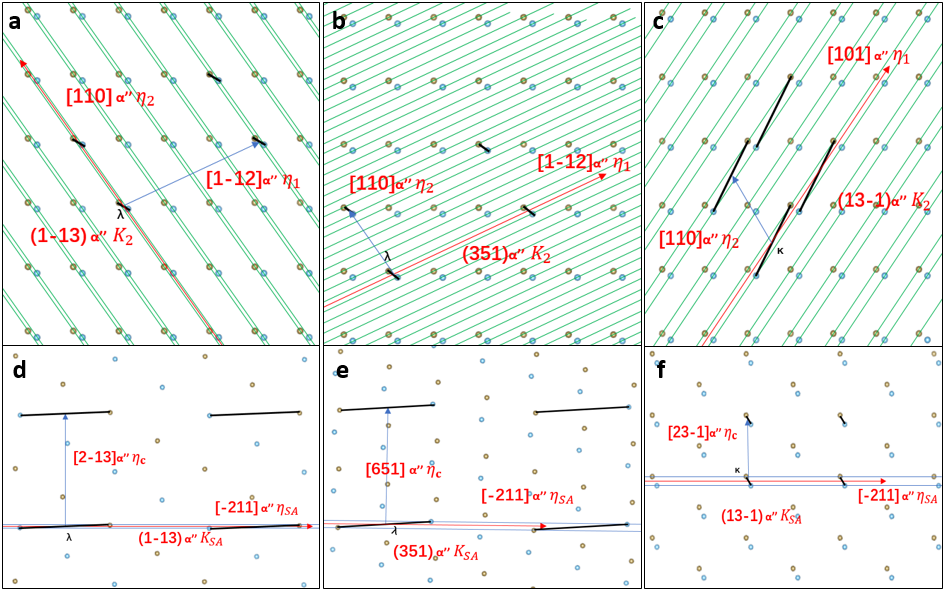 a
[110] α'' η₂
[1-12]α'' η₁
λ
(1-13) α'' K₂
b
[1-12]α'' η₁
[110]α'' η₂
λ
(351)α'' K₂
c
[101] α'' η₁
(13-1)α'' K₂
[110]α'' η₂
κ
d
[2-13]α'' ηc
[-211] α'' ηSA
λ
(1-13)α'' KSA
e
[651] α'' ηc
[-211]α'' ηSA
λ
(351)α'' KSA
f
[23-1]α'' ηc
κ
[-211]α'' ηSA
(13-1)α'' KSA